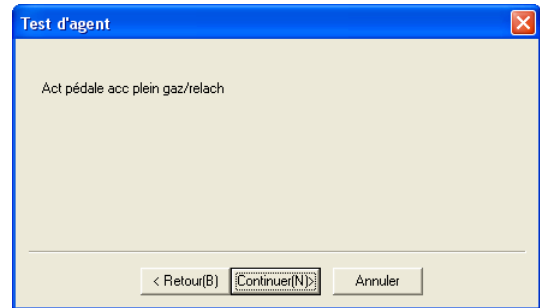 Test d'agent
Act pédale acc plein gaz/relach
< Retour(B) Continuer(N)> Annuler